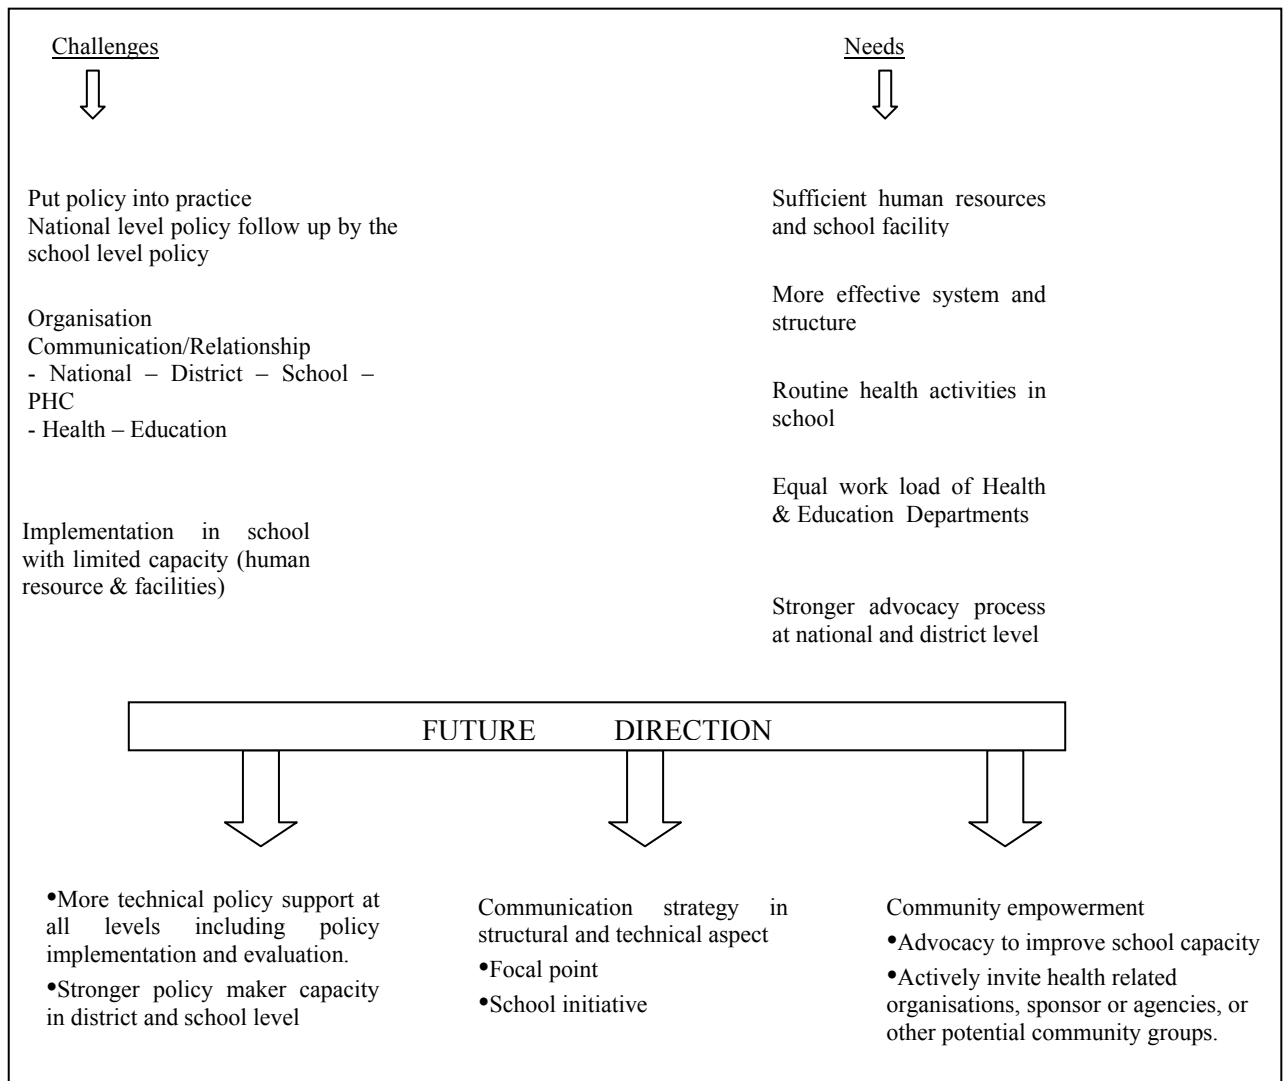 Challenges
Put policy into practice
National level policy follow up by the
school level policy
Organisation
Communication/Relationship
- National – District – School –
PHC
- Health – Education
Implementation in school
with limited capacity (human
resource & facilities)
Needs
Sufficient human resources
and school facility
More effective system and
structure
Routine health activities in
school
Equal work load of Health
& Education Departments
Stronger advocacy process
at national and district level
FUTURE DIRECTION
•More technical policy support at
all levels including policy
implementation and evaluation.
•Stronger policy maker capacity
in district and school level
Communication strategy in
structural and technical aspect
•Focal point
•School initiative
Community empowerment
•Advocacy to improve school capacity
•Actively invite health related
organisations, sponsor or agencies, or
other potential community groups.